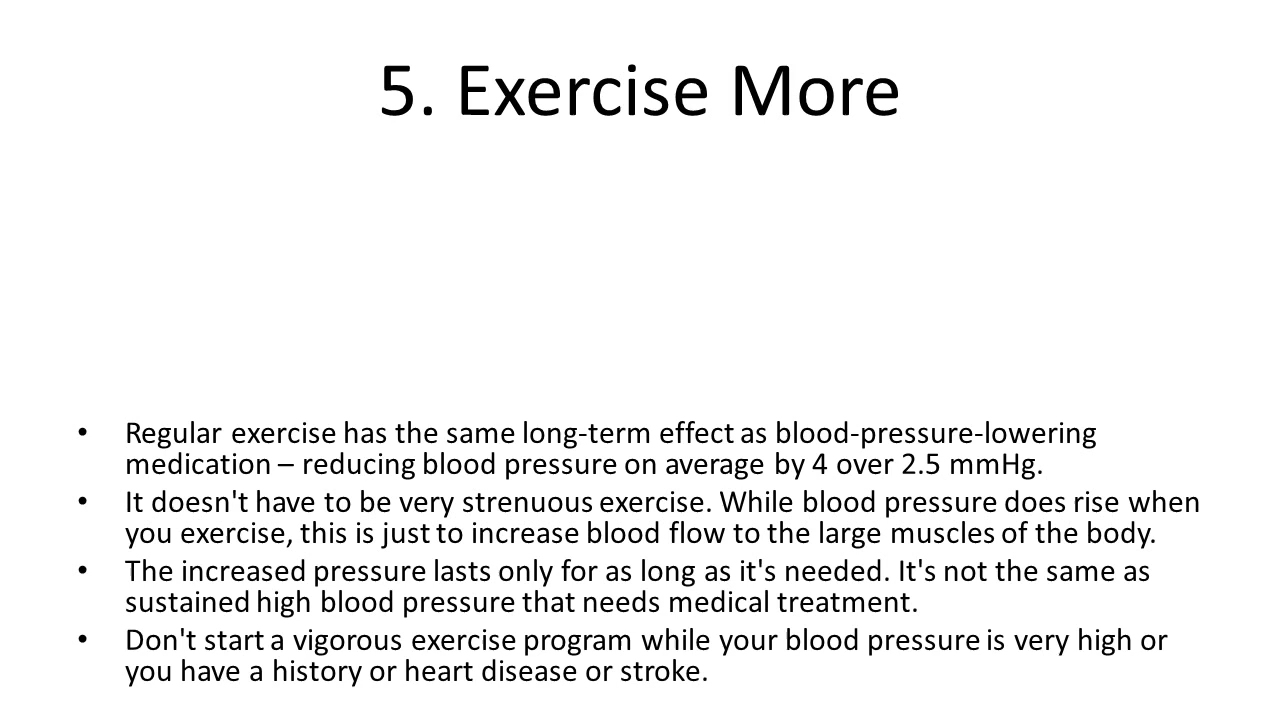 5. Exercise More
• Regular exercise has the same long-term effect as blood-pressure-lowering
medication – reducing blood pressure on average by 4 over 2.5 mmHg.
• It doesn't have to be very strenuous exercise. While blood pressure does rise when
you exercise, this is just to increase blood flow to the large muscles of the body.
• The increased pressure lasts only for as long as it's needed. It's not the same as
sustained high blood pressure that needs medical treatment.
• Don't start a vigorous exercise program while your blood pressure is very high or
you have a history or heart disease or stroke.